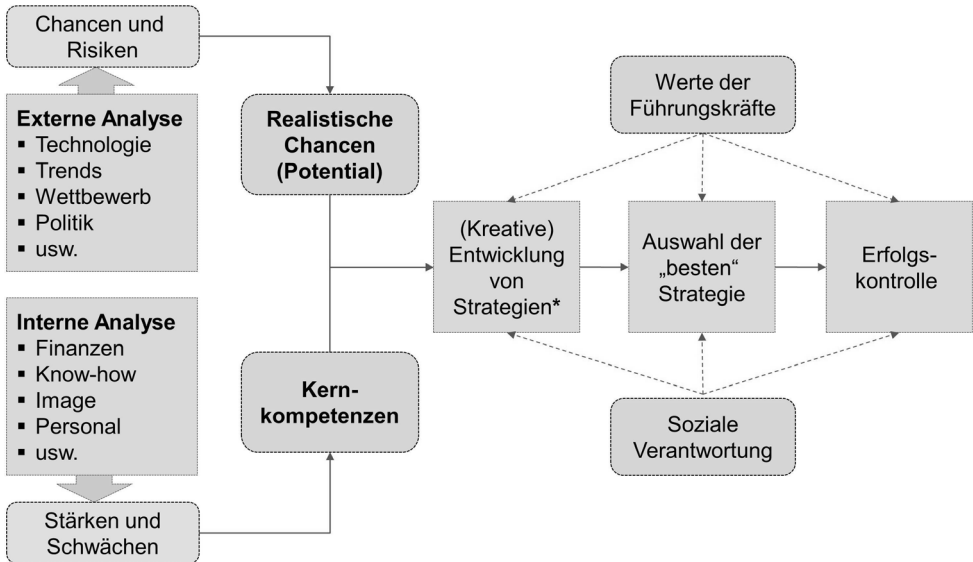 Chancen und
Risiken
Externe Analyse
▪ Technologie
▪ Trends
▪ Wettbewerb
▪ Politik
▪ usw.
Interne Analyse
▪ Finanzen
▪ Know-how
▪ Image
▪ Personal
▪ usw.
Stärken und
Schwächen
Realistische
Chancen
(Potential)
Kern-
kompetenzen
Werte der
Führungskräfte
(Kreative)
Entwicklung
von
Strategien*
Auswahl der
„besten“
Strategie
Erfolgs-
kontrolle
Soziale
Verantwortung